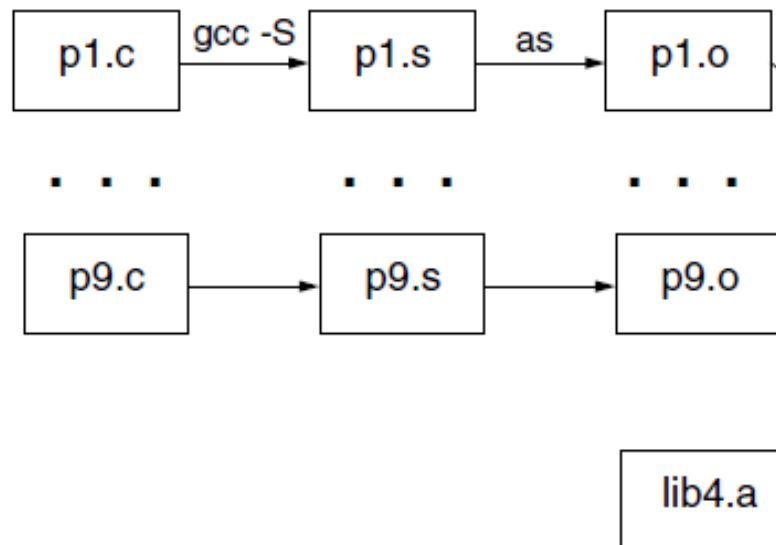 p1.c gcc -S p1.s as p1.o
. . . . . . . . .
p9.c p9.s p9.o
lib4.a